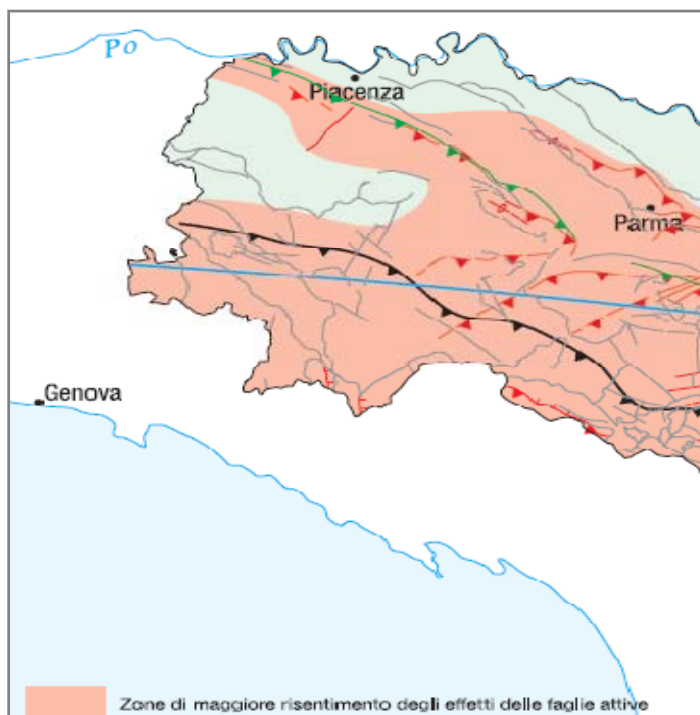 Po
Piacenza
Parma
Genova
Zone di maggiore risentimento degli effetti delle faglie attive